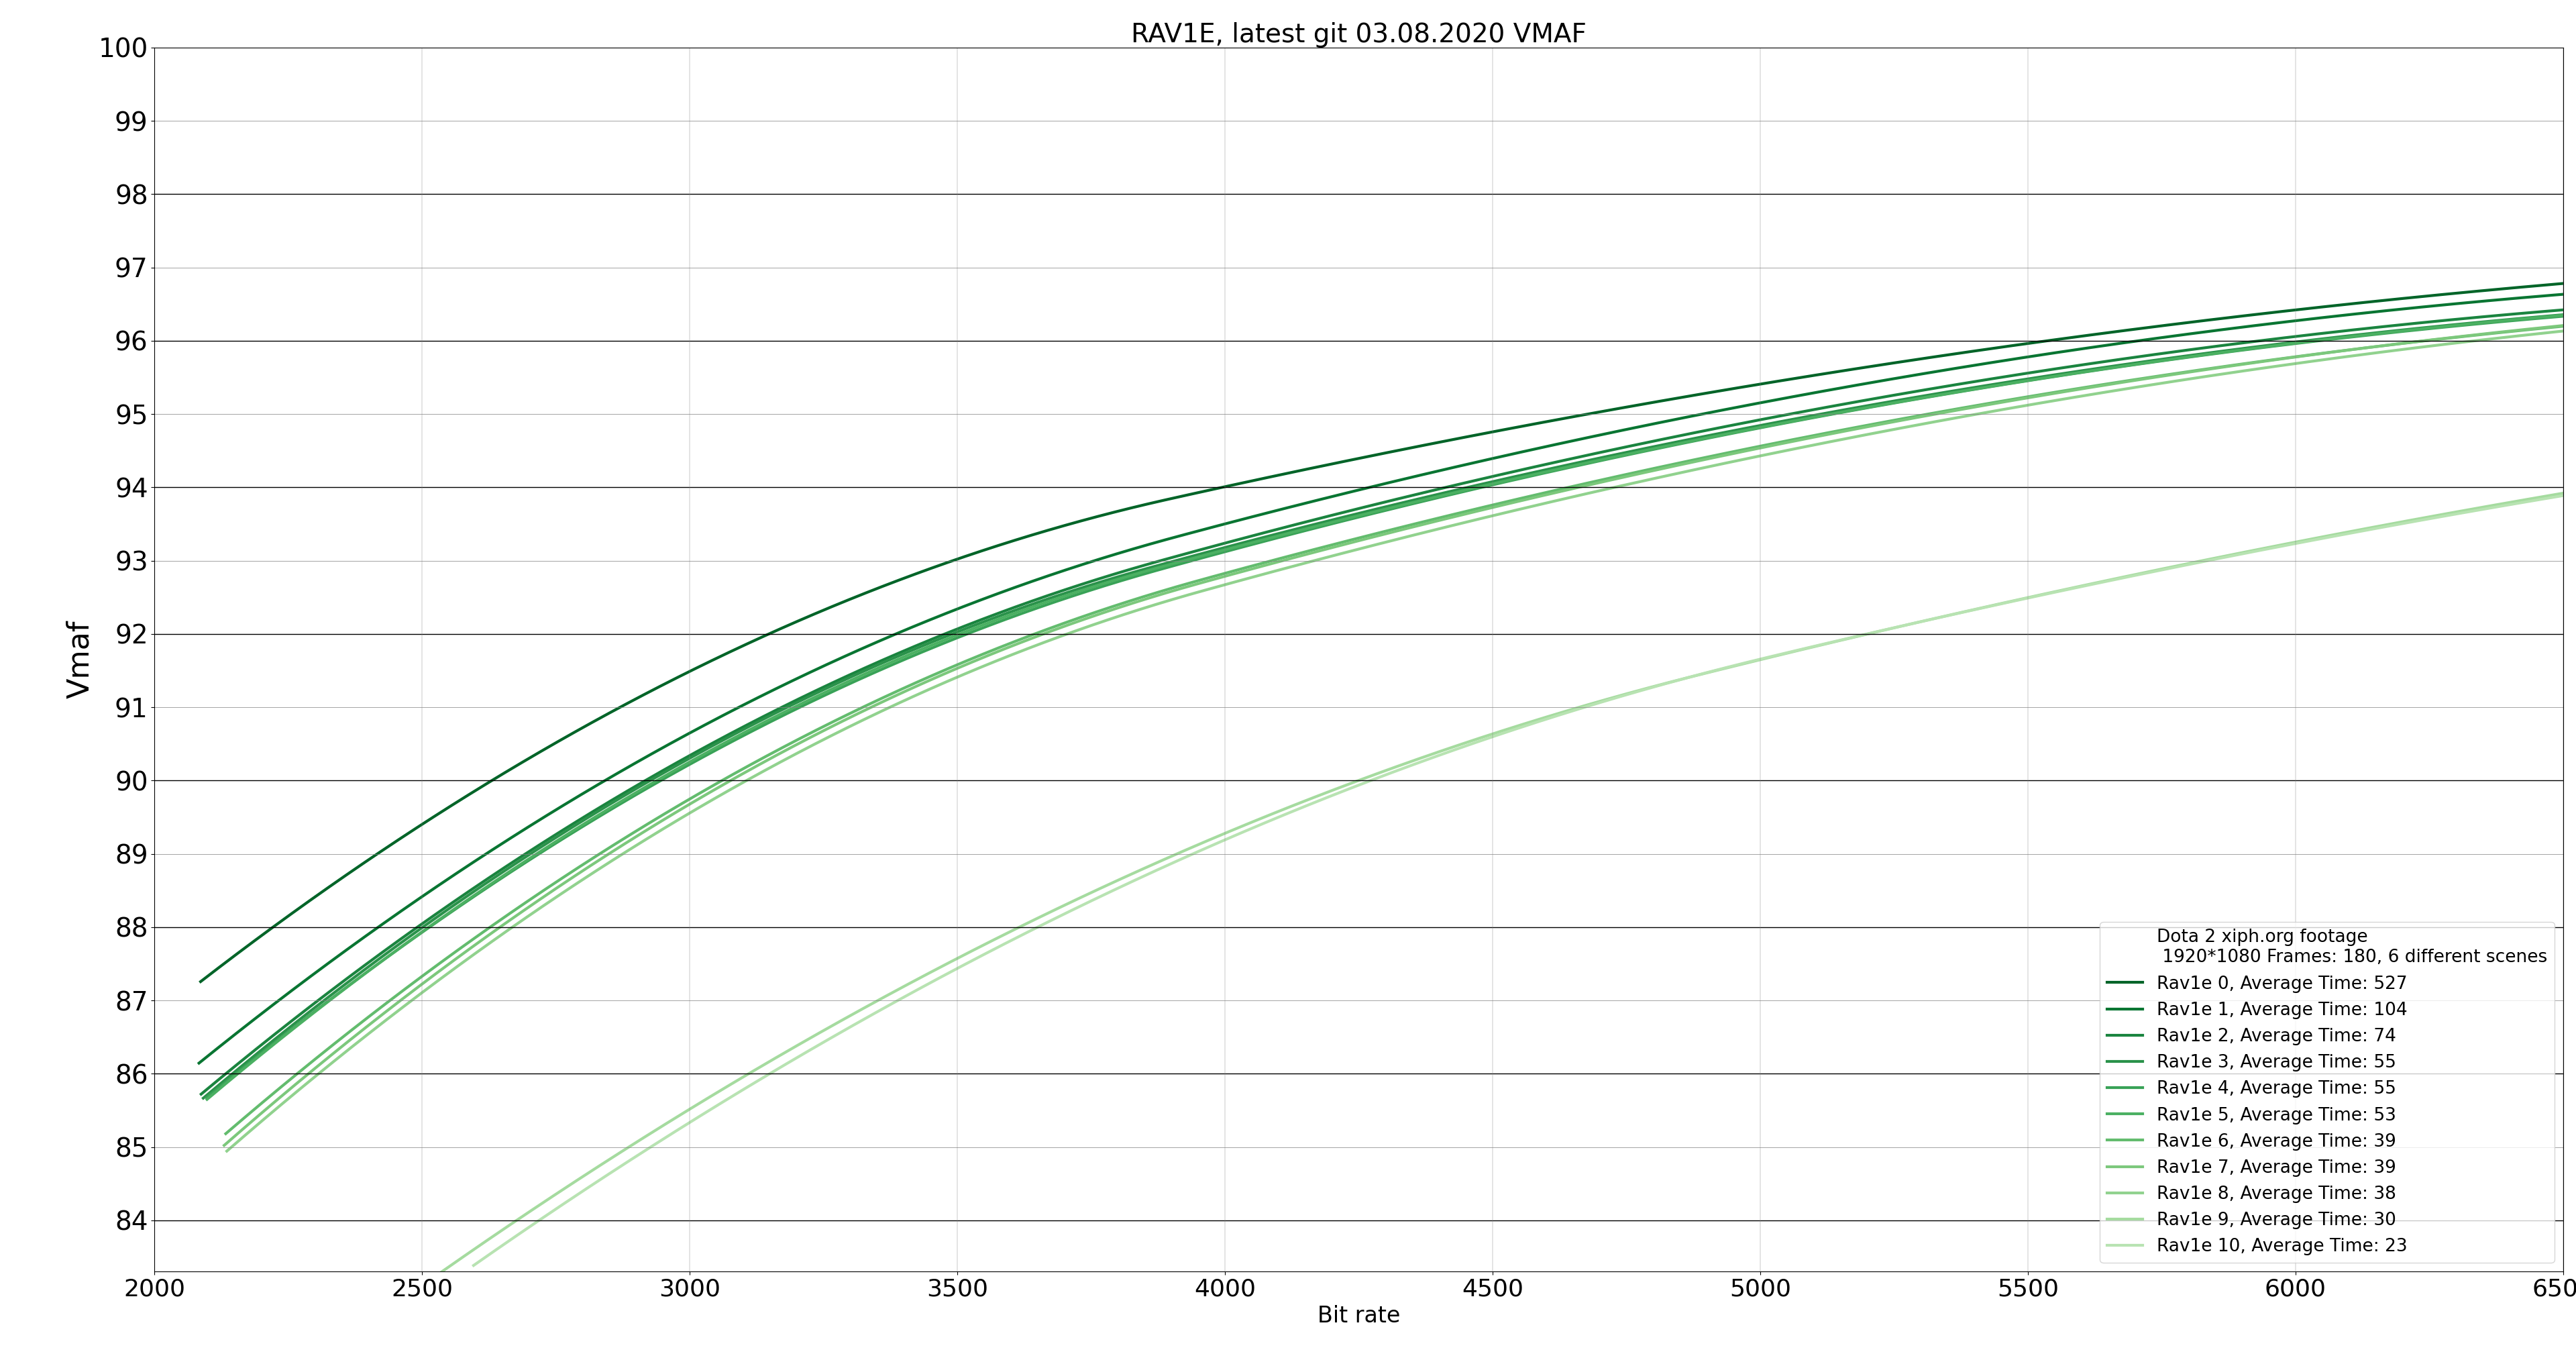 RAV1E, latest git 03.08.2020 VMAF
100
99
98
97
96
95
94
93
92
91
90
89
88
87
86
85
84
Vmaf
Dota 2 xiph.org footage
1920*1080 Frames: 180, 6 different scenes
Rav1e 0, Average Time: 527
Rav1e 1, Average Time: 104
Rav1e 2, Average Time: 74
Rav1e 3, Average Time: 55
Rav1e 4, Average Time: 55
Rav1e 5, Average Time: 53
Rav1e 6, Average Time: 39
Rav1e 7, Average Time: 39
Rav1e 8, Average Time: 38
Rav1e 9, Average Time: 30
Rav1e 10, Average Time: 23
2000 2500 3000 3500 4000 4500 5000 5500 6000 650
Bit rate